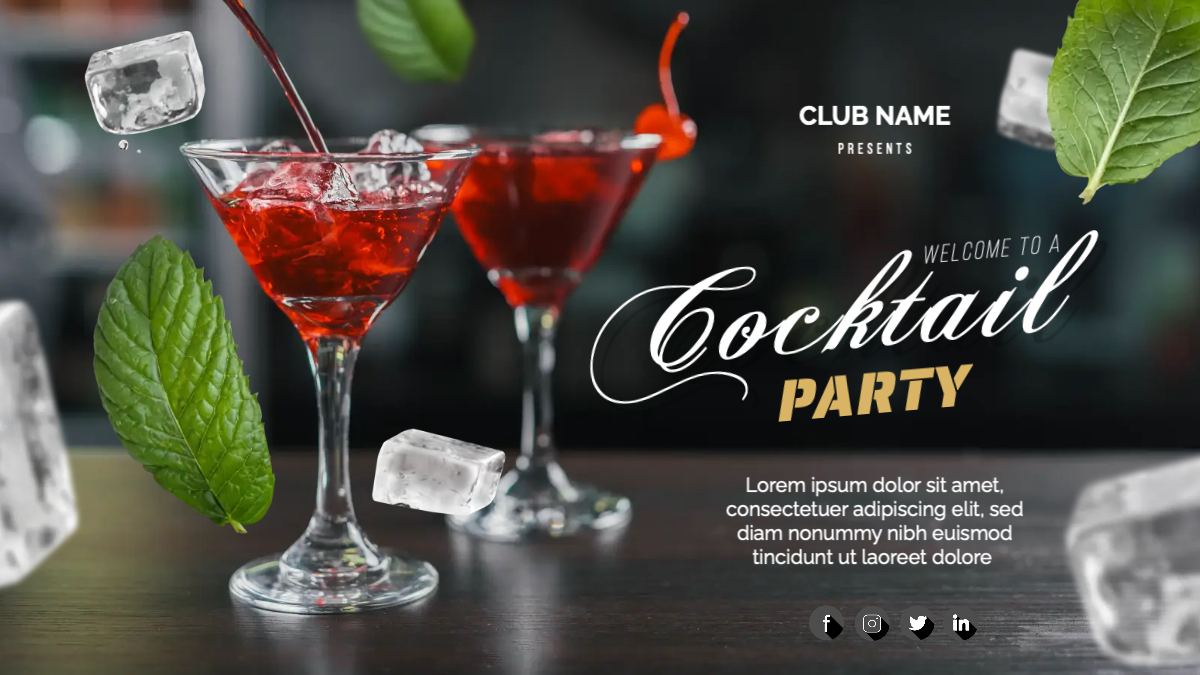 CLUB NAME
PRESENTS
WELCOME TO A
Cocktail
PARTY
Lorem ipsum dolor sit amet,
consectetuer adipiscing elit, sed
diam nonummy nibh euismod
tincidunt ut laoreet dolore